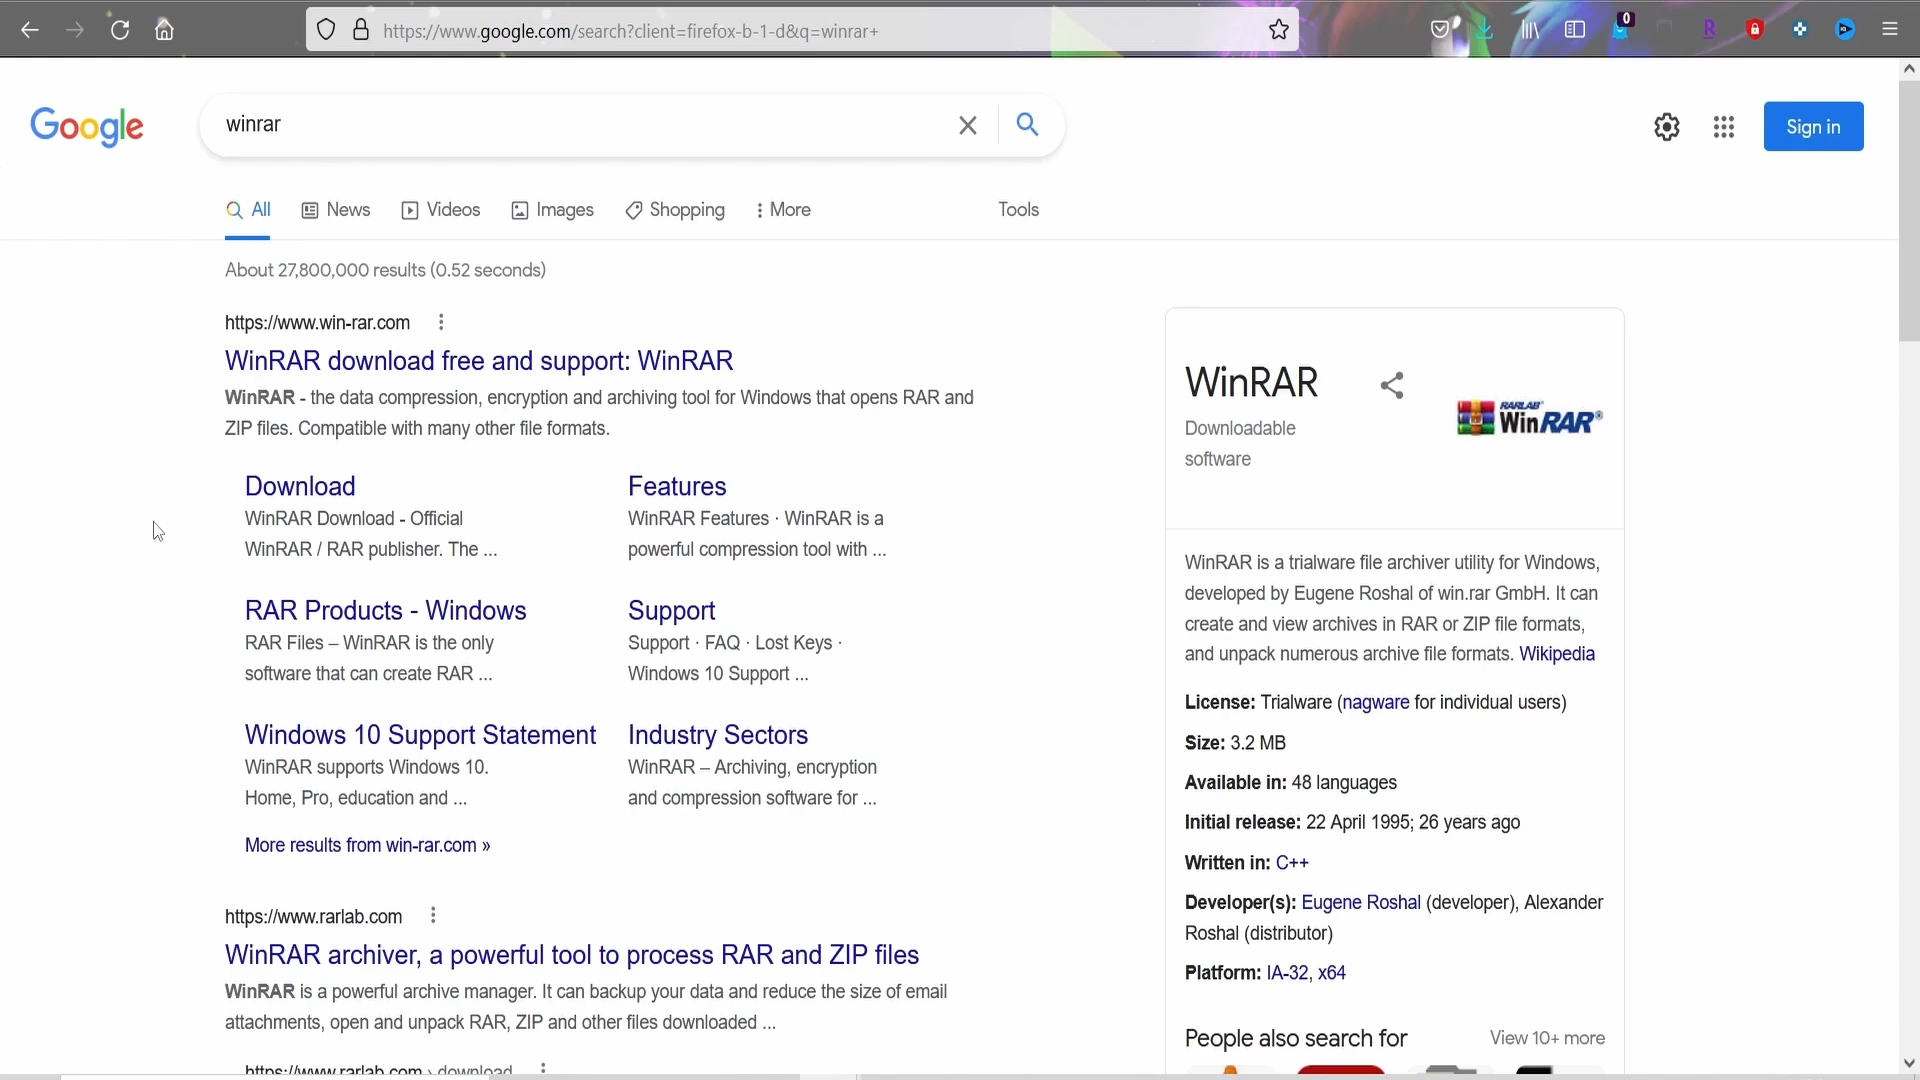 https://www.google.com/search?client=firefox-b-1-d&q=winrar+
0
R
Google
winrar
Sign in
All
News
Videos
Images
Shopping
More
Tools
About 27,800,000 results (0.52 seconds)
https://www.win-rar.com
WinRAR download free and support: WinRAR
WinRAR - the data compression, encryption and archiving tool for Windows that opens RAR and
ZIP files. Compatible with many other file formats.
Download
WinRAR Download - Official
WinRAR / RAR publisher. The ...
Features
WinRAR Features · WinRAR is a
powerful compression tool with ...
RAR Products - Windows
RAR Files – WinRAR is the only
software that can create RAR ...
Support
Support · FAQ · Lost Keys ·
Windows 10 Support ...
Windows 10 Support Statement
WinRAR supports Windows 10.
Home, Pro, education and ...
Industry Sectors
WinRAR – Archiving, encryption
and compression software for ...
More results from win-rar.com »
https://www.rarlab.com
WinRAR archiver, a powerful tool to process RAR and ZIP files
WinRAR is a powerful archive manager. It can backup your data and reduce the size of email
attachments, open and unpack RAR, ZIP and other files downloaded ...
https://www.rarlab.com › download
WinRAR
Downloadable
software
RARLAB®
WinRAR®
WinRAR is a trialware file archiver utility for Windows,
developed by Eugene Roshal of win.rar GmbH. It can
create and view archives in RAR or ZIP file formats,
and unpack numerous archive file formats. Wikipedia
License: Trialware (nagware for individual users)
Size: 3.2 MB
Available in: 48 languages
Initial release: 22 April 1995; 26 years ago
Written in: C++
Developer(s): Eugene Roshal (developer), Alexander
Roshal (distributor)
Platform: IA-32, x64
People also search for
View 10+ more